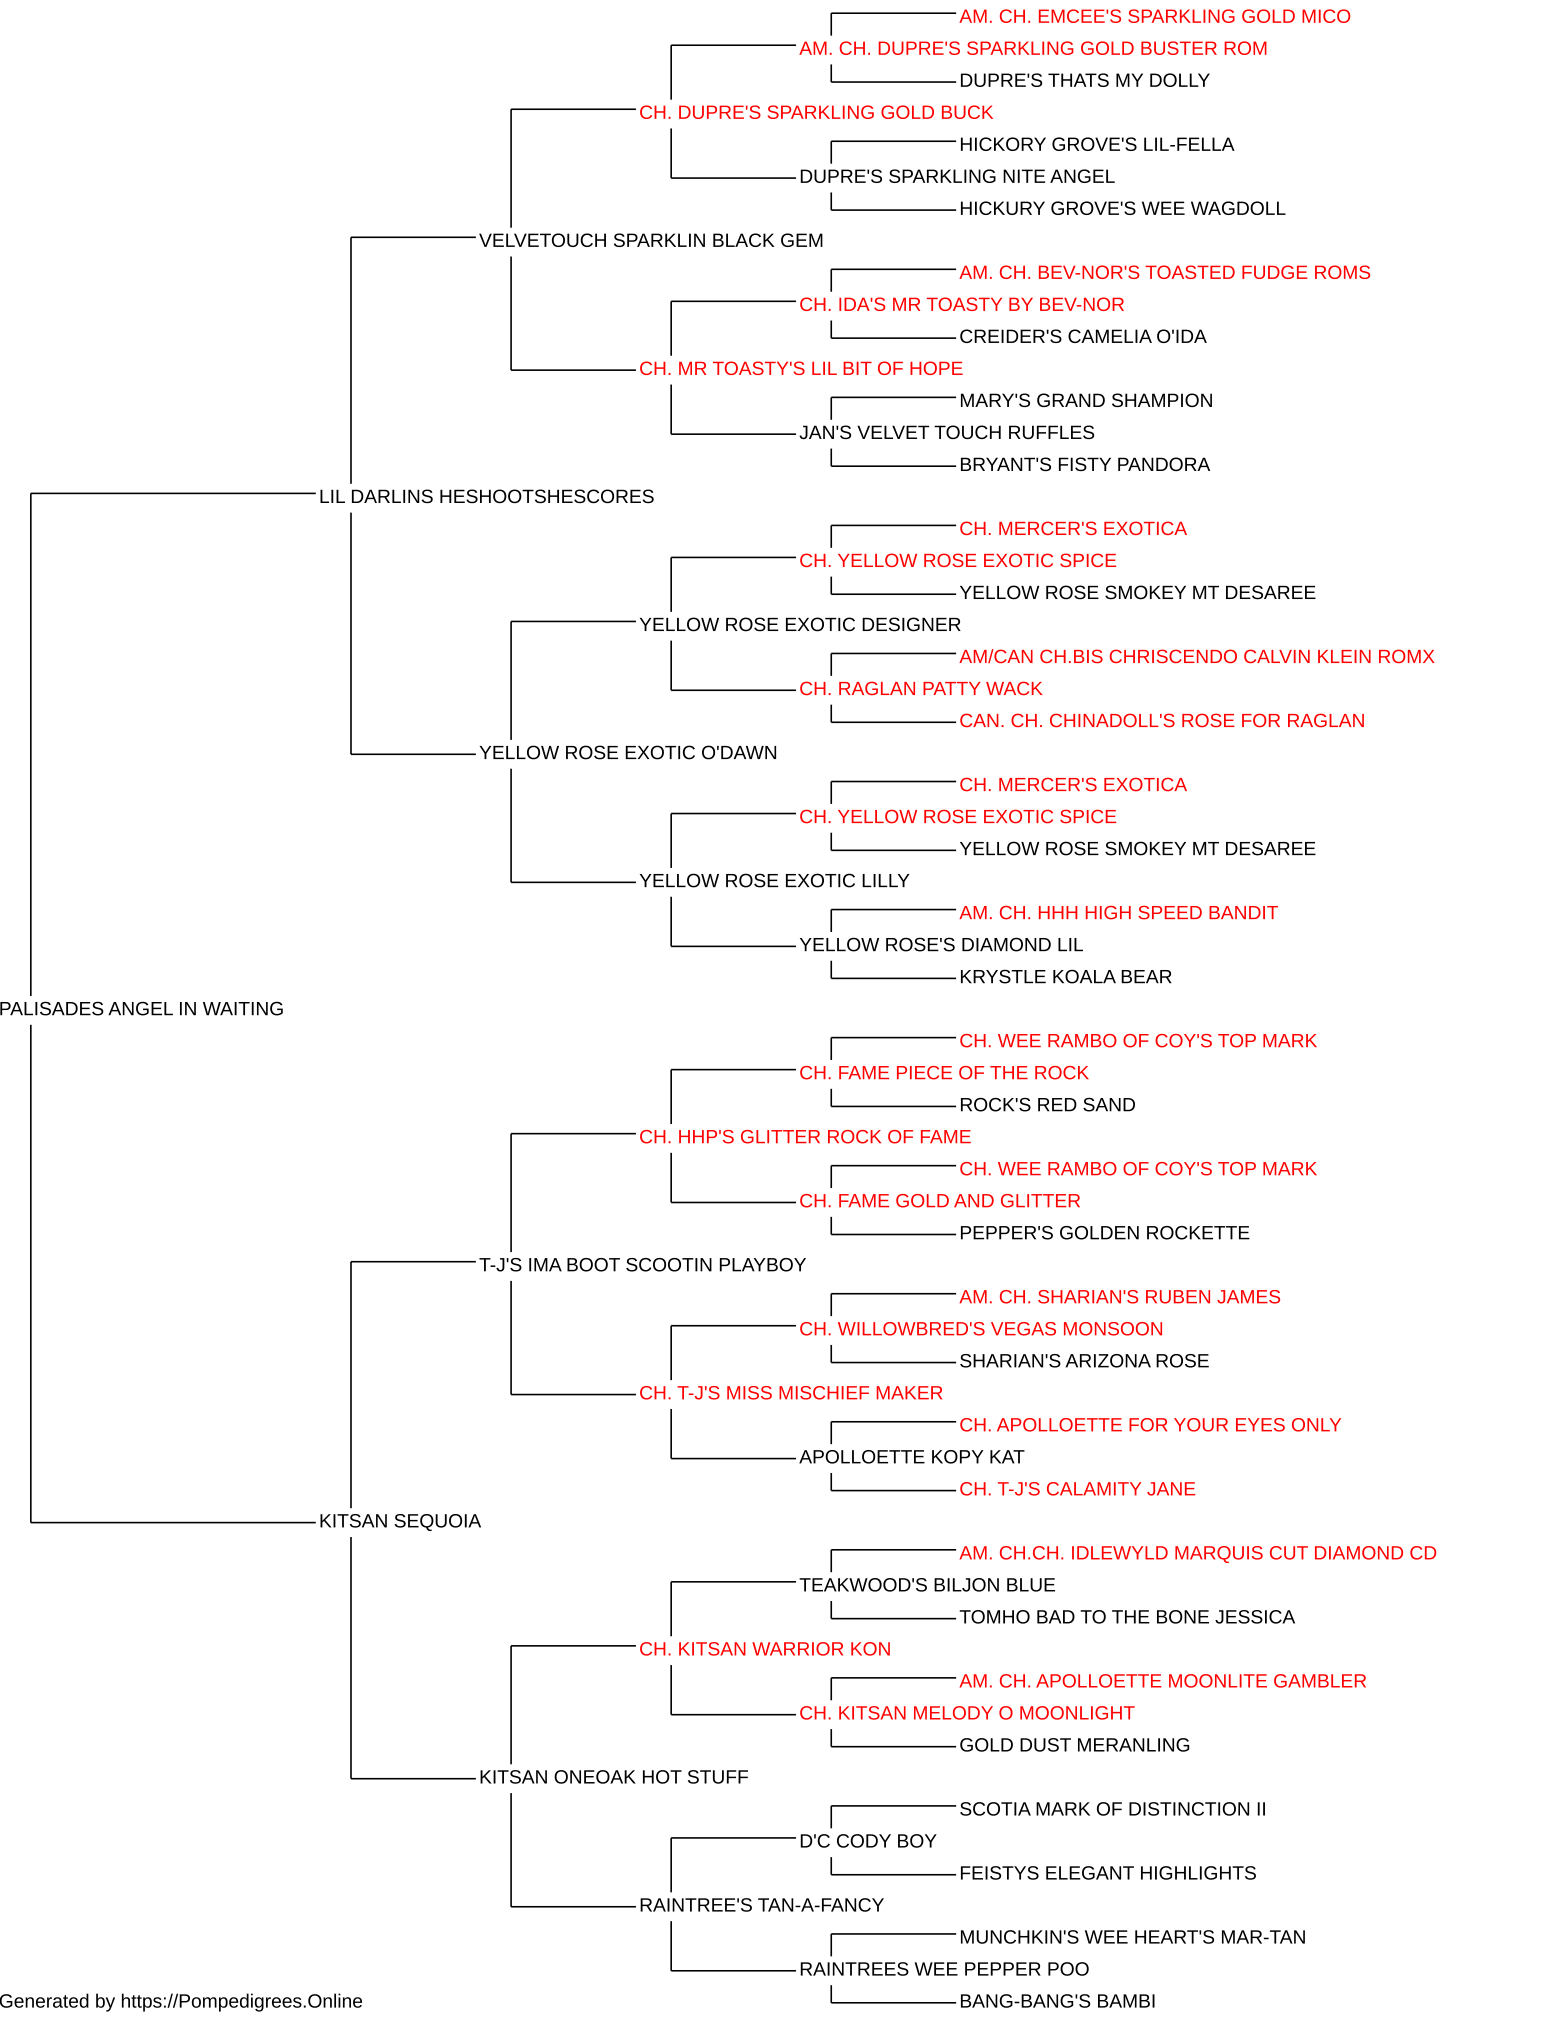 AM. CH. EMCEE'S SPARKLING GOLD MICO
AM. CH. DUPRE'S SPARKLING GOLD BUSTER ROM
DUPRE'S THATS MY DOLLY
CH. DUPRE'S SPARKLING GOLD BUCK
HICKORY GROVE'S LIL-FELLA
DUPRE'S SPARKLING NITE ANGEL
HICKURY GROVE'S WEE WAGDOLL
VELVETOUCH SPARKLIN BLACK GEM
AM. CH. BEV-NOR'S TOASTED FUDGE ROMS
CH. IDA'S MR TOASTY BY BEV-NOR
CREIDER'S CAMELIA O'IDA
CH. MR TOASTY'S LIL BIT OF HOPE
MARY'S GRAND SHAMPION
JAN'S VELVET TOUCH RUFFLES
BRYANT'S FISTY PANDORA
LIL DARLINS HESHOOTSHESCORES
CH. MERCER'S EXOTICA
CH. YELLOW ROSE EXOTIC SPICE
YELLOW ROSE SMOKEY MT DESAREE
YELLOW ROSE EXOTIC DESIGNER
AM/CAN CH.BIS CHRISCENDO CALVIN KLEIN ROMX
CH. RAGLAN PATTY WACK
CAN. CH. CHINADOLL'S ROSE FOR RAGLAN
YELLOW ROSE EXOTIC O'DAWN
CH. MERCER'S EXOTICA
CH. YELLOW ROSE EXOTIC SPICE
YELLOW ROSE SMOKEY MT DESAREE
YELLOW ROSE EXOTIC LILLY
AM. CH. HHH HIGH SPEED BANDIT
YELLOW ROSE'S DIAMOND LIL
KRYSTLE KOALA BEAR
PALISADES ANGEL IN WAITING
CH. WEE RAMBO OF COY'S TOP MARK
CH. FAME PIECE OF THE ROCK
ROCK'S RED SAND
CH. HHP'S GLITTER ROCK OF FAME
CH. WEE RAMBO OF COY'S TOP MARK
CH. FAME GOLD AND GLITTER
PEPPER'S GOLDEN ROCKETTE
T-J'S IMA BOOT SCOOTIN PLAYBOY
AM. CH. SHARIAN'S RUBEN JAMES
CH. WILLOWBRED'S VEGAS MONSOON
SHARIAN'S ARIZONA ROSE
CH. T-J'S MISS MISCHIEF MAKER
CH. APOLLOETTE FOR YOUR EYES ONLY
APOLLOETTE KOPY KAT
CH. T-J'S CALAMITY JANE
KITSAN SEQUOIA
AM. CH.CH. IDLEWYLD MARQUIS CUT DIAMOND CD
TEAKWOOD'S BILJON BLUE
TOMHO BAD TO THE BONE JESSICA
CH. KITSAN WARRIOR KON
AM. CH. APOLLOETTE MOONLITE GAMBLER
CH. KITSAN MELODY O MOONLIGHT
GOLD DUST MERANLING
KITSAN ONEOAK HOT STUFF
SCOTIA MARK OF DISTINCTION II
D'C CODY BOY
FEISTYS ELEGANT HIGHLIGHTS
RAINTREE'S TAN-A-FANCY
MUNCHKIN'S WEE HEART'S MAR-TAN
RAINTREES WEE PEPPER POO
BANG-BANG'S BAMBI
Generated by https://Pompedigrees.Online